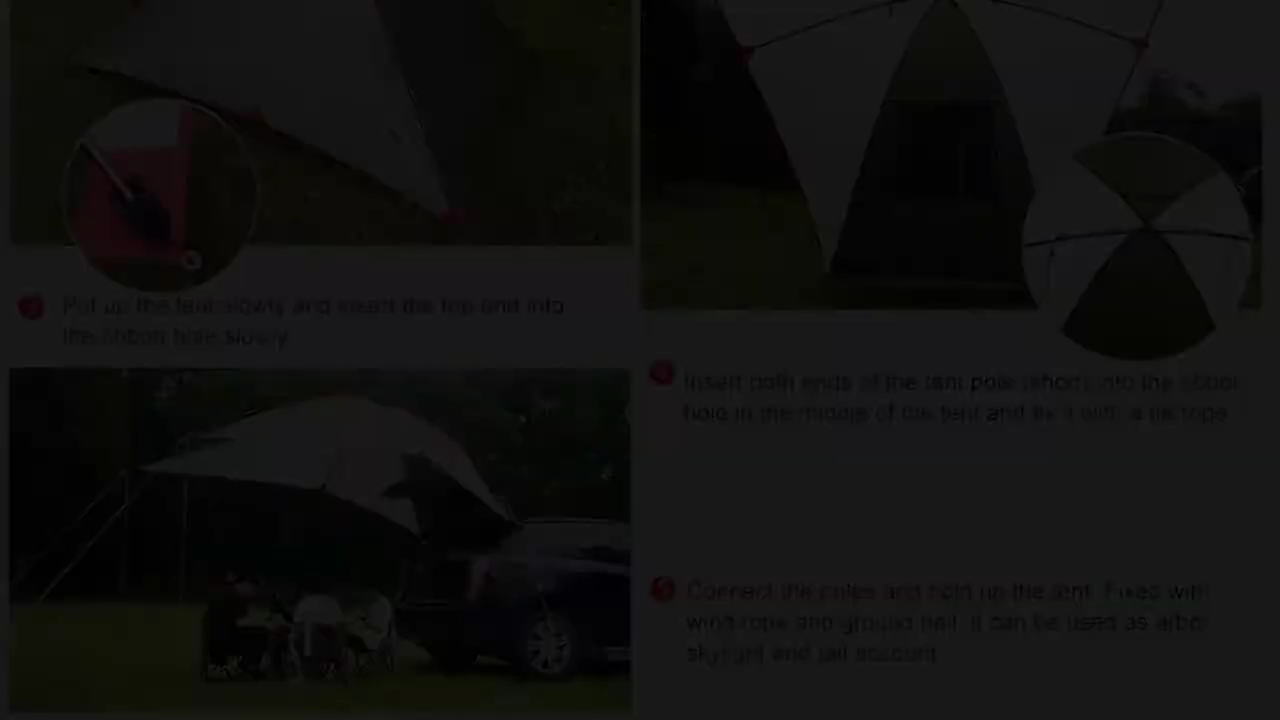 Put up the tent slowly and insert the top end into
the ribbon hole slowly
Insert both ends of the tent pole (short) into the ribbon
hole in the middle of the tent and fix it with a tie rope
Connect the poles and hold up the tent. Fixed with
wind rope and ground nail. It can be used as
skylight and tail account